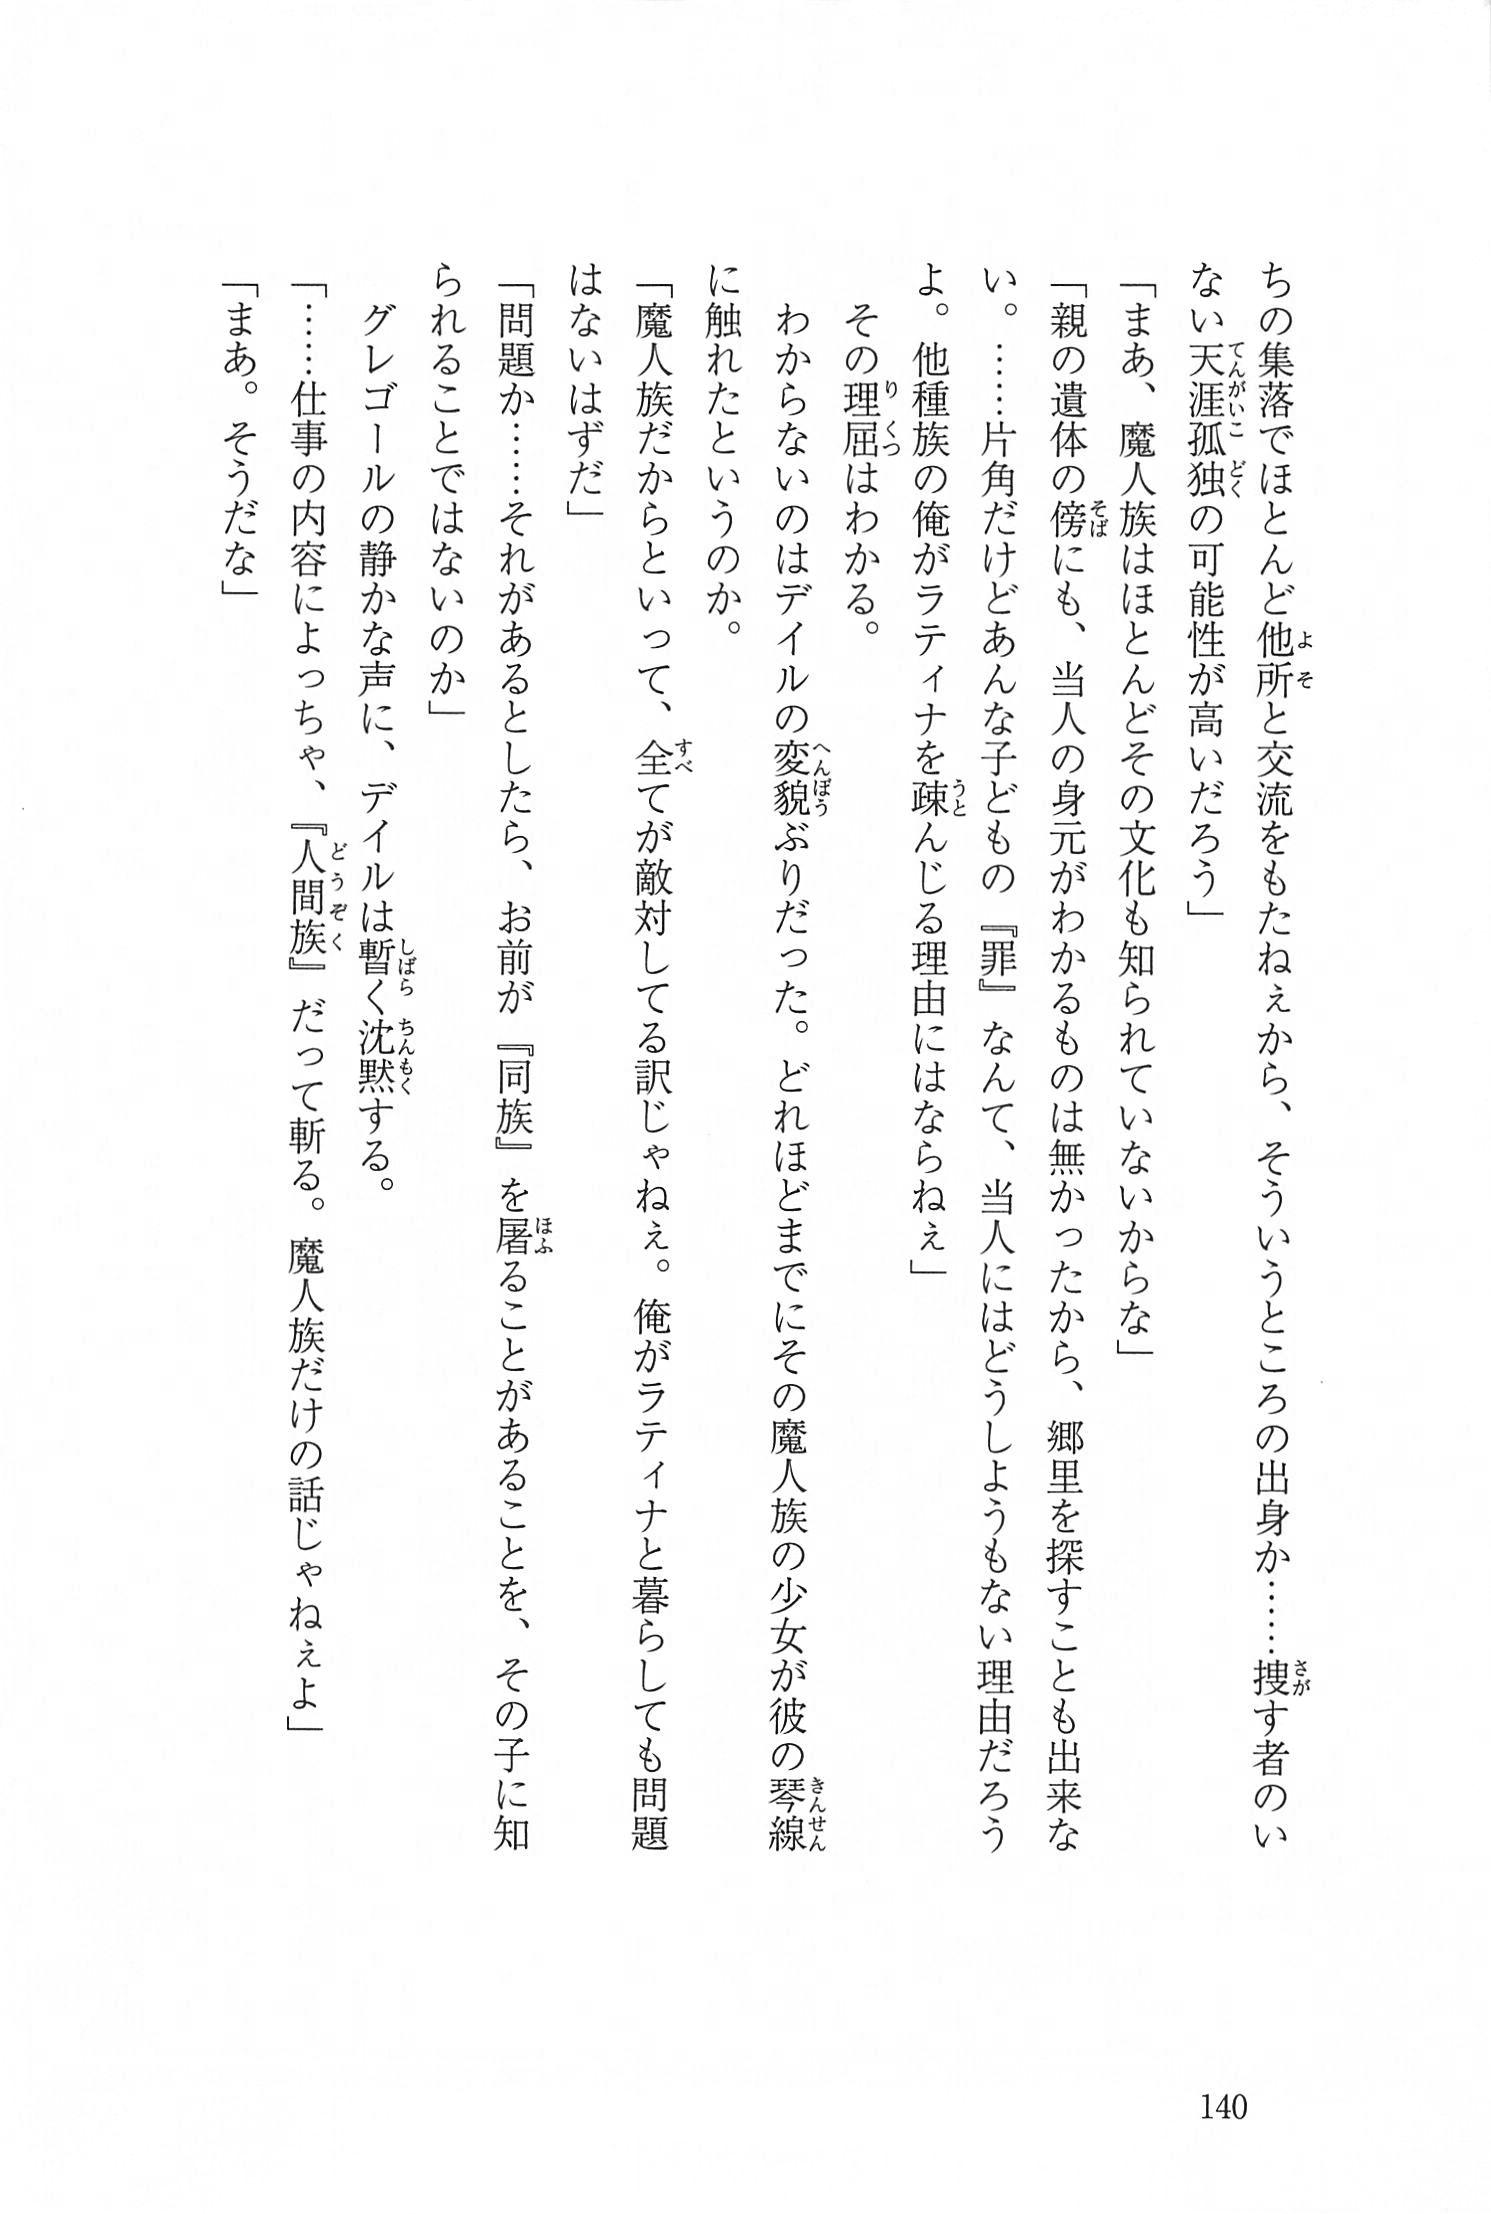 ちの集落でほとんど他所と交流をもたねぇから、そういうところの出身か……捜す者のい
ない天涯孤独の可能性が高いだろう」
「まあ、魔人族はほとんどその文化も知られていないからな」
「親の遺体の傍にも、当人の身元がわかるものは無かったから、郷里を探すことも出来な
い。……片角だけどあんな子どもの『罪』なんて、当人にはどうしようもない理由だろう
よ。他種族の俺がラティナを疎んじる理由にはならねぇ」
その理屈はわかる。
わからないのはデイルの変貌ぶりだった。どれほどまでにその魔人族の少女が彼の琴線
に触れたというのか。
「魔人族だからといって、全てが敵対してる訳じゃねぇ。俺がラティナと暮らしても問題
はないはずだ」
「問題か……それがあるとしたら、お前が『同族』を屠ることがあることを、その子に知
られることではないのか」
グレゴールの静かな声に、デイルは暫く沈黙する。
「……仕事の内容によっちゃ、『人間族』だって斬る。魔人族だけの話じゃねぇよ」
「まあ。そうだな」
140